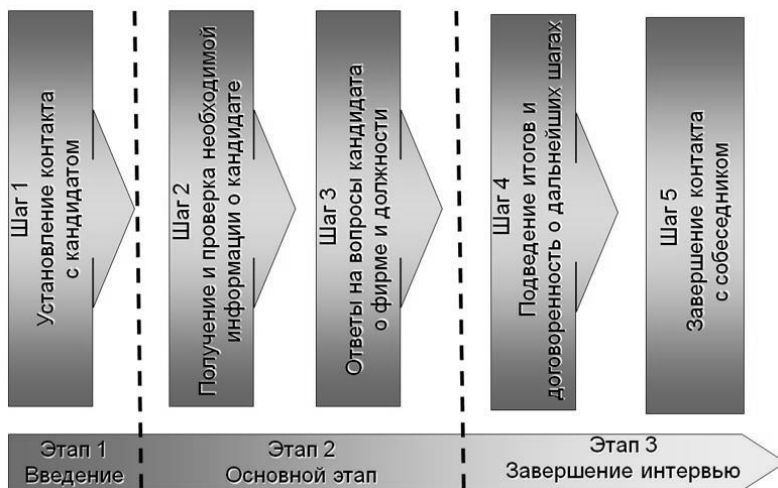 Шаг 1
Установление контакта
с кандидатом
Шаг 2
Получение и проверка необходимой
информации о кандидате
Шаг 3
Ответы на вопросы кандидата
о фирме и должности
Шаг 4
Подведение итогов и
договоренность о дальнейших шагах
Шаг 5
Завершение контакта
с собеседником
Этап 1
Введение
Этап 2
Основной этап
Этап 3
Завершение интервью